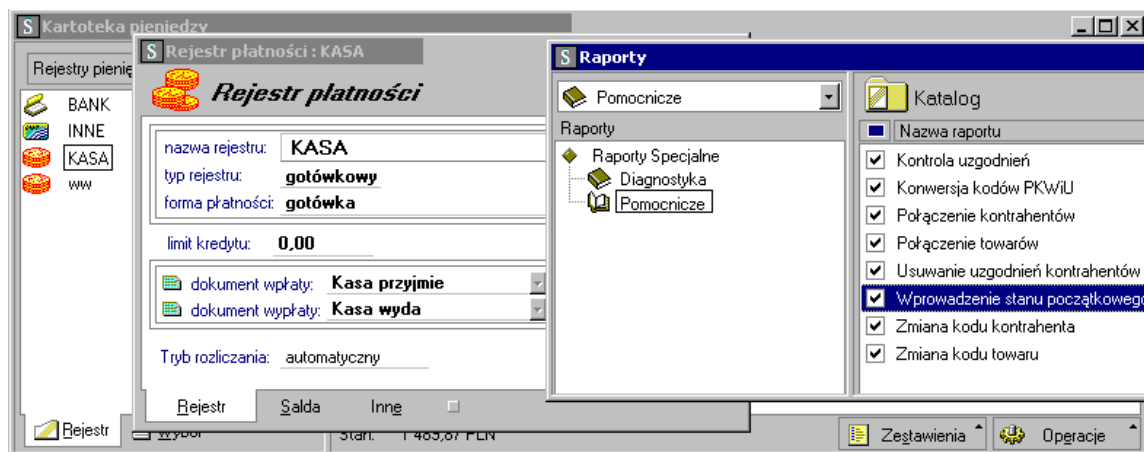 Kartoteka pieniędzy
Rejestry pienię
BANK
INNE
KASA
ww
Rejestr
Wybór
Stan: 1 485,87 PLN
Zestawienia
Operacje
Rejestr płatności : KASA
Rejestr płatności
nazwa rejestru: KASA
typ rejestru: gotówkowy
forma płatności: gotówka
limit kredytu: 0,00
dokument wpłaty: Kasa przyjmie
dokument wypłaty: Kasa wyda
Tryb rozliczania: automatyczny
Rejestr Salda Inne
Raporty
Pomocnicze
Raporty
Raporty Specjalne
Diagnostyka
Pomocnicze
Katalog
Nazwa raportu
Kontrola uzgodnień
Konwersja kodów PKWiU
Połączenie kontrahentów
Połączenie towarów
Usuwanie uzgodnień kontrahentów
Wprowadzenie stanu początkowego
Zmiana kodu kontrahenta
Zmiana kodu towaru